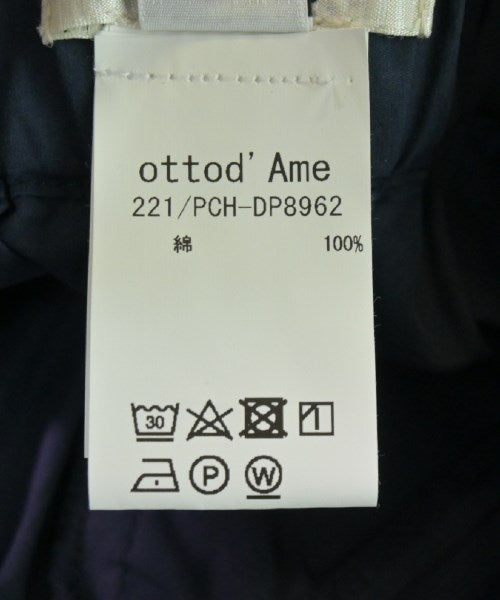 ottod'Ame
221/PCH-DP8962
綿 100%
30
P W